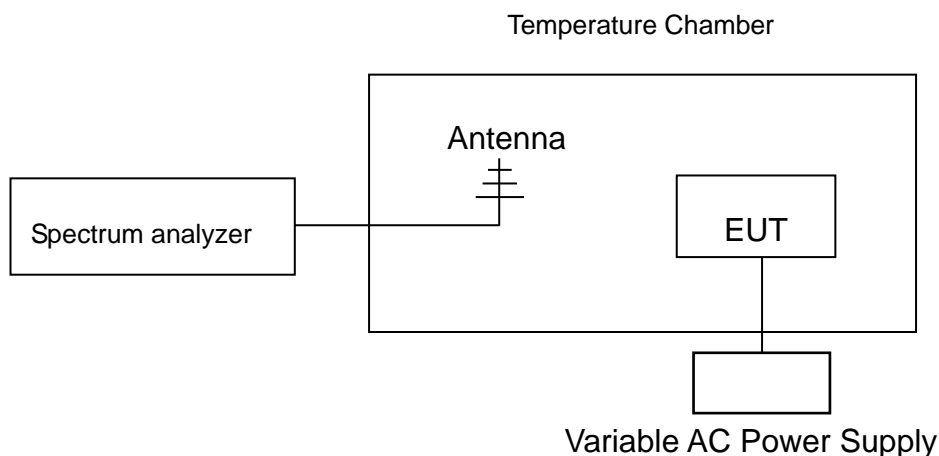 Temperature Chamber
Antenna
Spectrum analyzer
EUT
Variable AC Power Supply